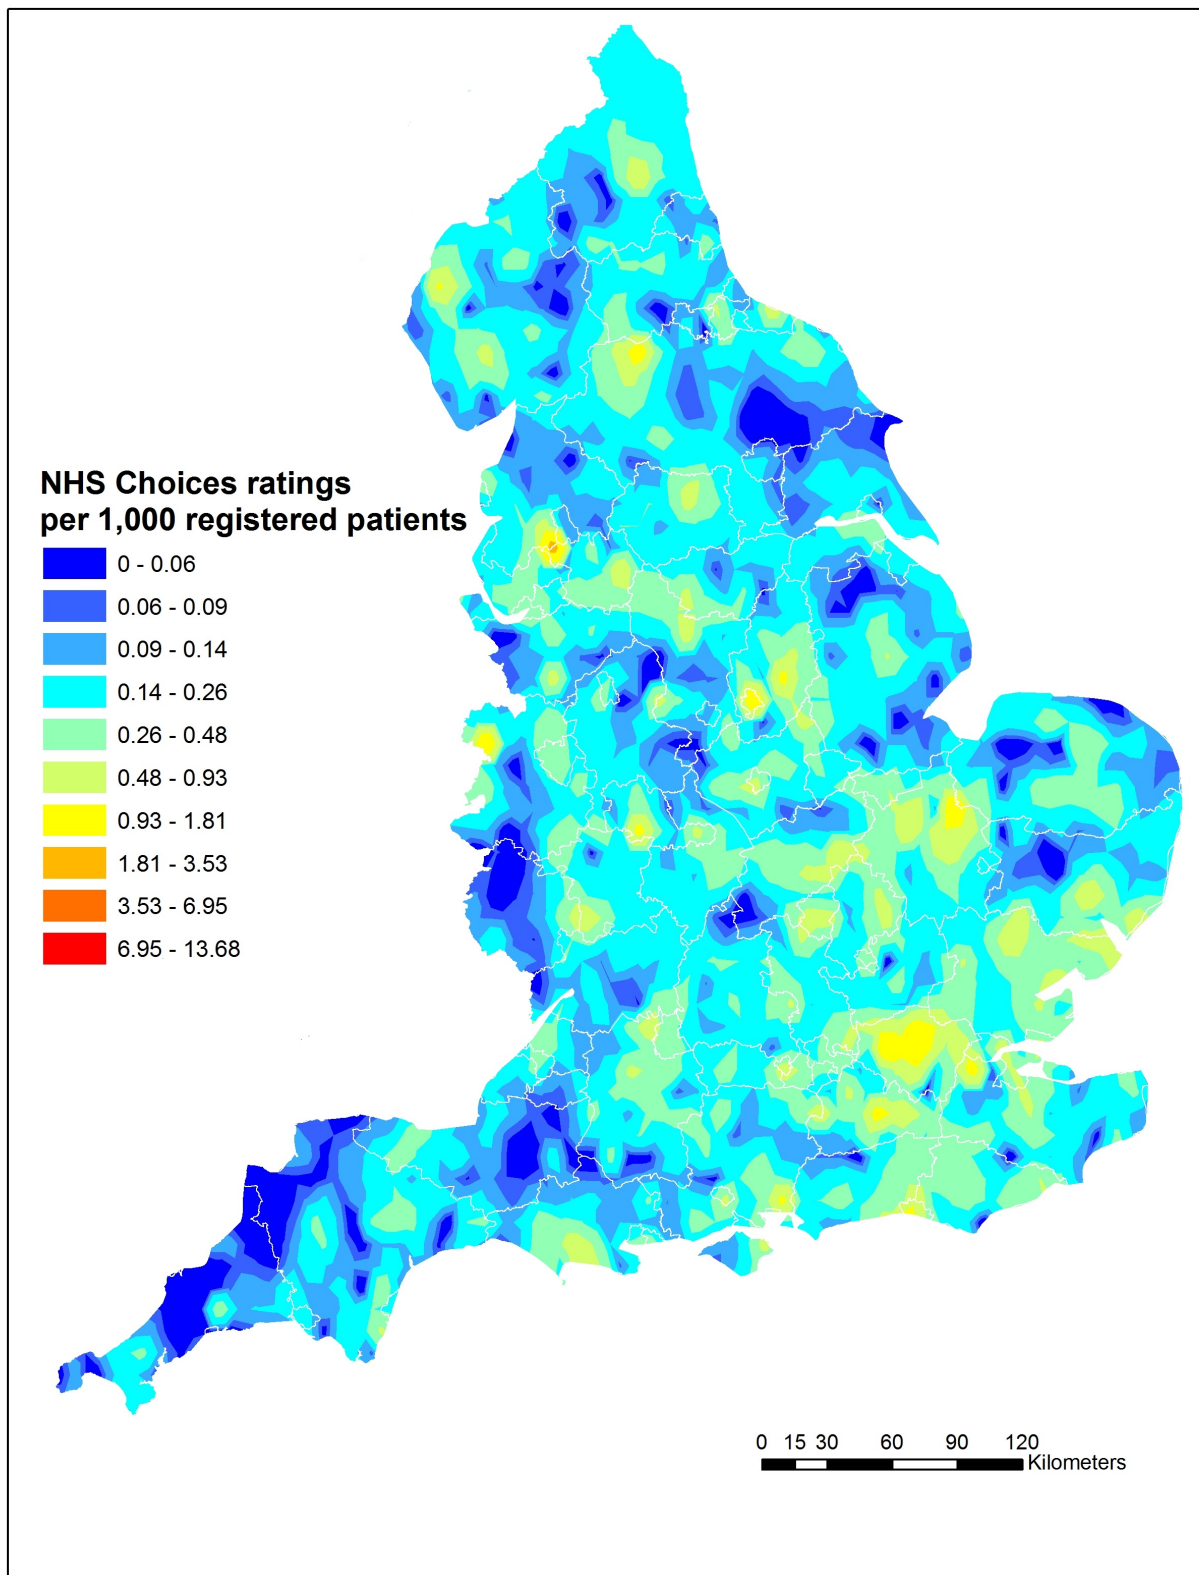 NHS Choices ratings
per 1,000 registered patients
0 - 0.06
0.06 - 0.09
0.09 - 0.14
0.14 - 0.26
0.26 - 0.48
0.48 - 0.93
0.93 - 1.81
1.81 - 3.53
3.53 - 6.95
6.95 - 13.68
0 15 30 60 90 120
Kilometers